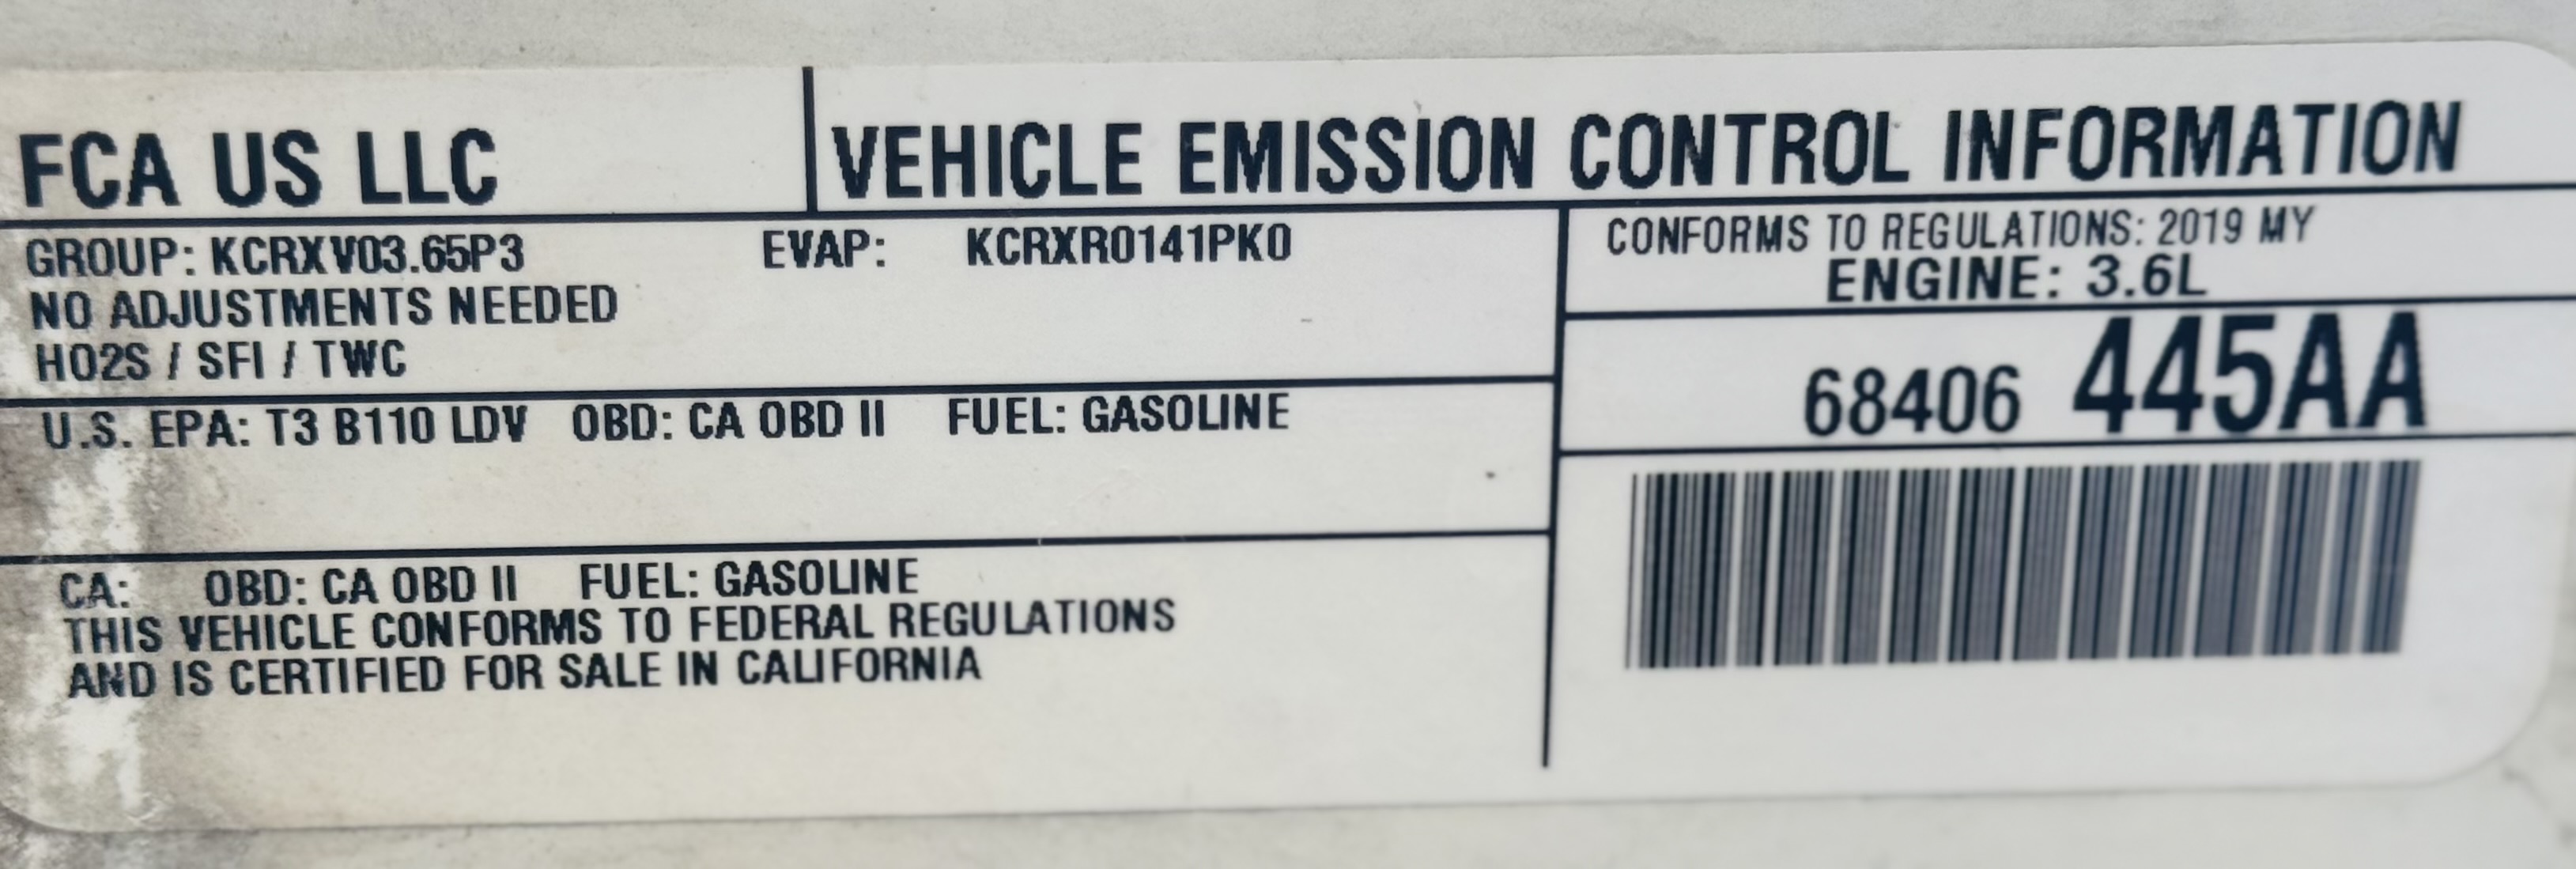 FCA US LLC
VEHICLE EMISSION CONTROL INFORMATION
GROUP: KCRXV03.65P3 EVAP: KCRXR0141PK0
NO ADJUSTMENTS NEEDED
HO2S / SFI / TWC
U.S. EPA: T3 B110 LDV OBD: CA OBD II FUEL: GASOLINE
CA: OBD: CA OBD II FUEL: GASOLINE
THIS VEHICLE CONFORMS TO FEDERAL REGULATIONS
AND IS CERTIFIED FOR SALE IN CALIFORNIA
CONFORMS TO REGULATIONS: 2019 MY
ENGINE: 3.6L
68406 445AA